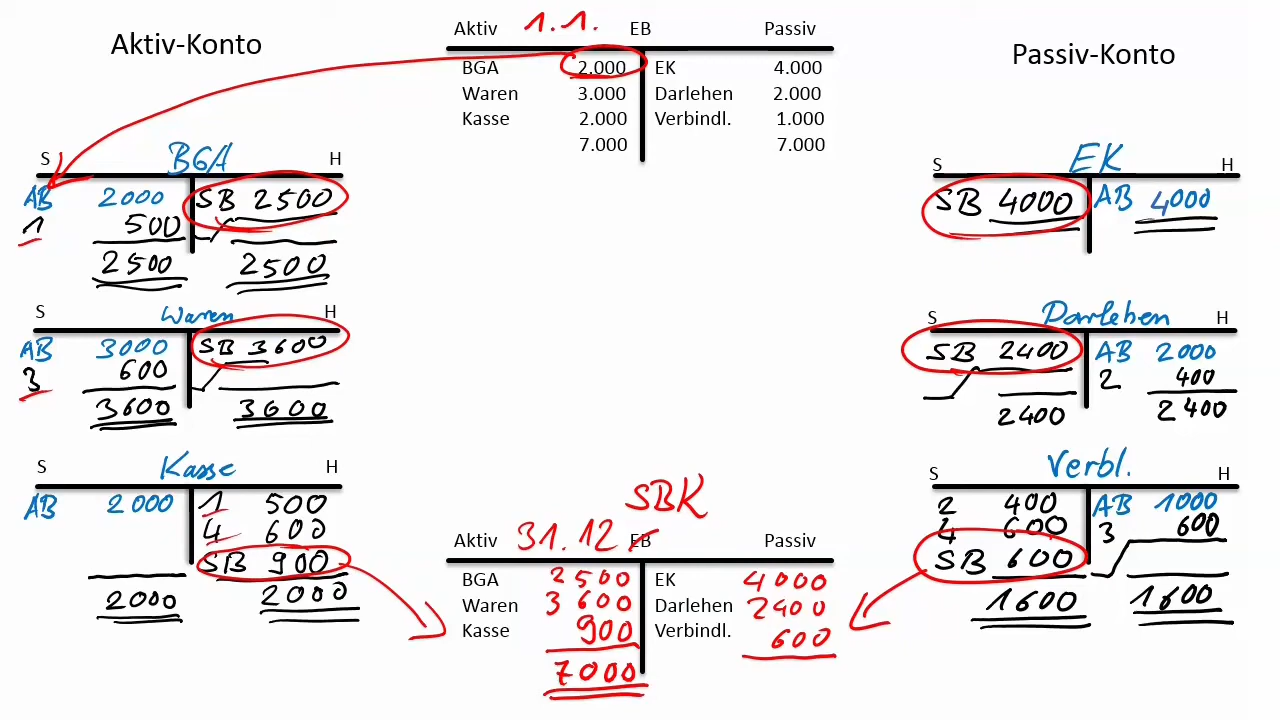 Aktiv-Konto
Aktiv 1.1. EB Passiv
Passiv-Konto
BGA 2.000 EK 4.000
Waren 3.000 Darlehen 2.000
Kasse 2.000 Verbindl. 1.000
7.000 7.000
S BGA H
AB 2000 SB 2500
1 500
2500 2500
S EK H
SB 4000 AB 4000
S Waren H
AB 3000 SB 3600
3 600
3600 3600
S Darlehen H
SB 2400 AB 2000
2 400
2400 2400
S Kasse H
AB 2000 1 500
4 600
SB 900
2000 2000
S Verbl. H
2 400 AB 1000
4 600 3 600
SB 600
1600 1600
SBK
Aktiv 31.12 EB Passiv
BGA 2500 EK 4000
Waren 3600 Darlehen 2400
Kasse 900 Verbindl. 600
7000